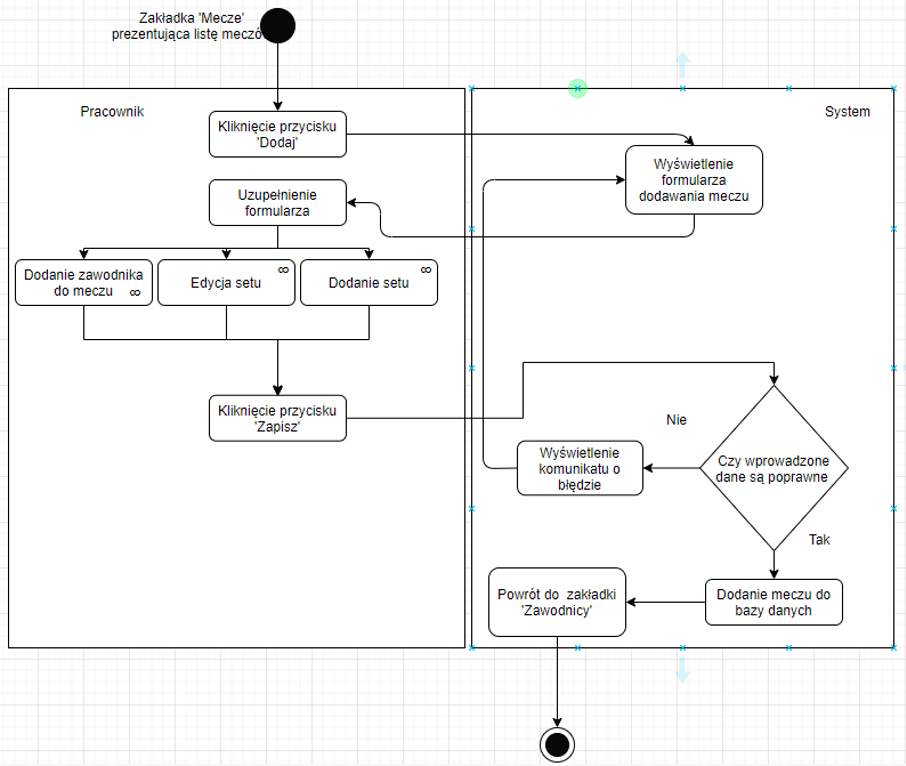 Zakładka 'Mecze'
prezentująca listę meczó
Pracownik
System
Kliknięcie przycisku
'Dodaj'
Wyświetlenie
formularza
dodawania meczu
Uzupełnienie
formularza
Dodanie zawodnika
do meczu ∞
Edycja setu ∞
Dodanie setu ∞
Kliknięcie przycisku
'Zapisz'
Nie
Czy wprowadzone
dane są poprawne
Wyświetlenie
komunikatu o
błędzie
Tak
Dodanie meczu do
bazy danych
Powrót do zakładki
'Zawodnicy'